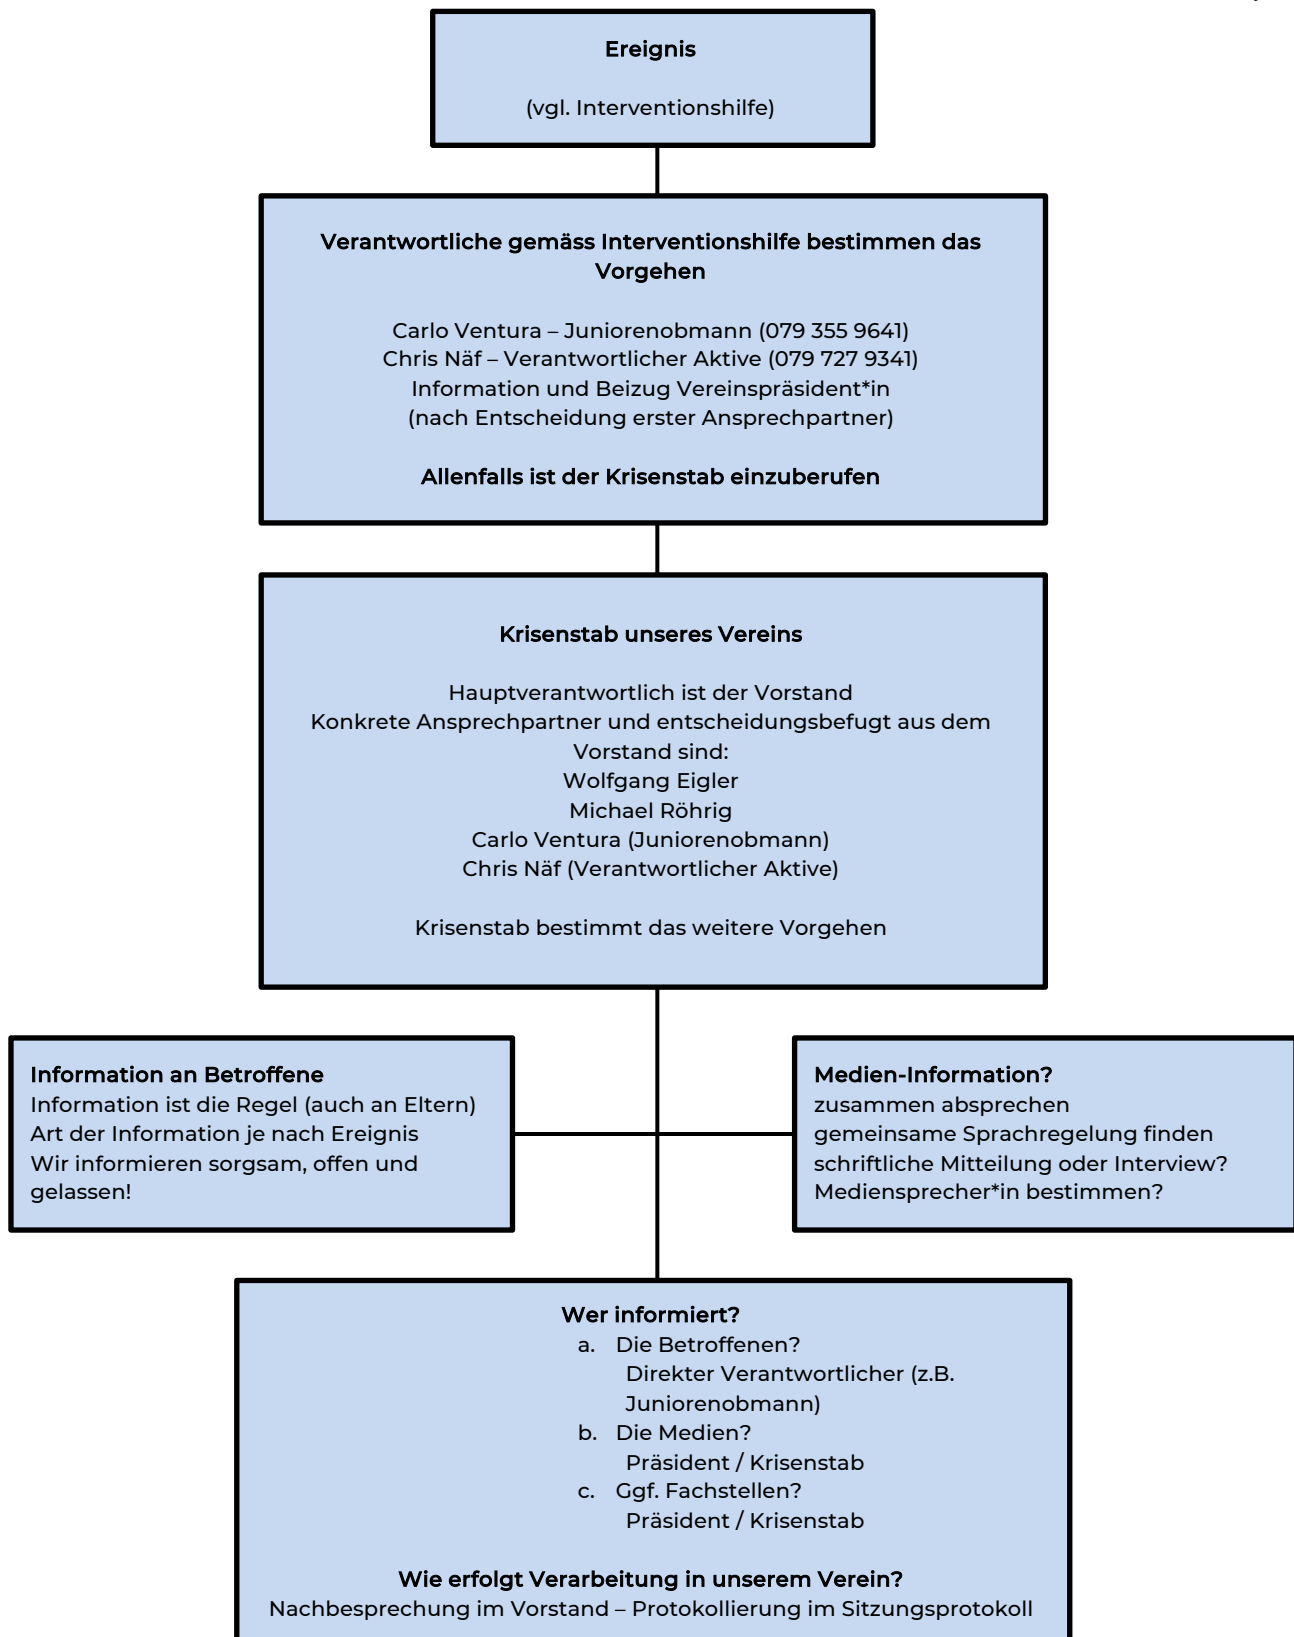 Ereignis
(vgl. Interventionshilfe)
Verantwortliche gemäss Interventionshilfe bestimmen das
Vorgehen
Carlo Ventura – Juniorenobmann (079 355 9641)
Chris Näf – Verantwortlicher Aktive (079 727 9341)
Information und Beizug Vereinspräsident*in
(nach Entscheidung erster Ansprechpartner)
Allenfalls ist der Krisenstab einzuberufen
Krisenstab unseres Vereins
Hauptverantwortlich ist der Vorstand
Konkrete Ansprechpartner und entscheidungsbefugt aus dem
Vorstand sind:
Wolfgang Eigler
Michael Röhrig
Carlo Ventura (Juniorenobmann)
Chris Näf (Verantwortlicher Aktive)
Krisenstab bestimmt das weitere Vorgehen
Information an Betroffene
Information ist die Regel (auch an Eltern)
Art der Information je nach Ereignis
Wir informieren sorgsam, offen und
gelassen!
Medien-Information?
zusammen absprechen
gemeinsame Sprachregelung finden
schriftliche Mitteilung oder Interview?
Mediensprecher*in bestimmen?
Wer informiert?
a. Die Betroffenen?
Direkter Verantwortlicher (z.B.
Juniorenobmann)
b. Die Medien?
Präsident / Krisenstab
c. Ggf. Fachstellen?
Präsident / Krisenstab
Wie erfolgt Verarbeitung in unserem Verein?
Nachbesprechung im Vorstand – Protokollierung im Sitzungsprotokoll